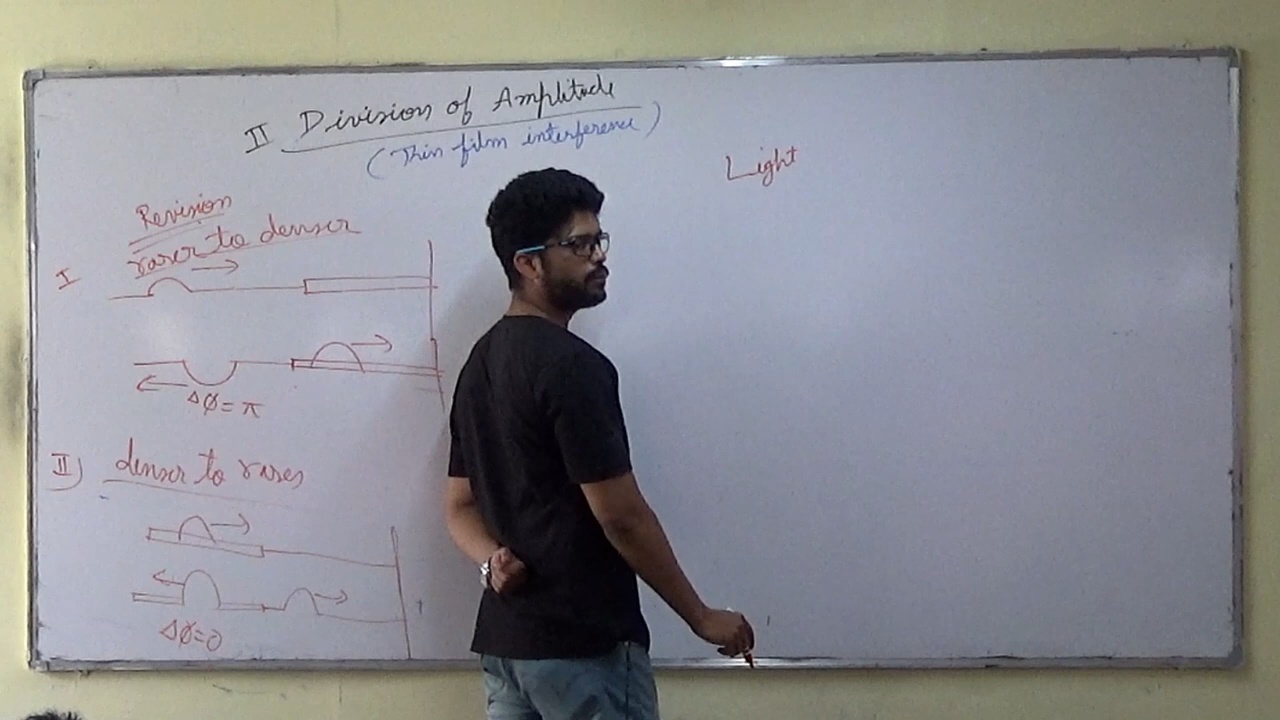 II Division of Amplitude
(Thin film interference)
Light
Revision
I rarer to denser
Δφ = π
II) denser to rarer
Δφ=0